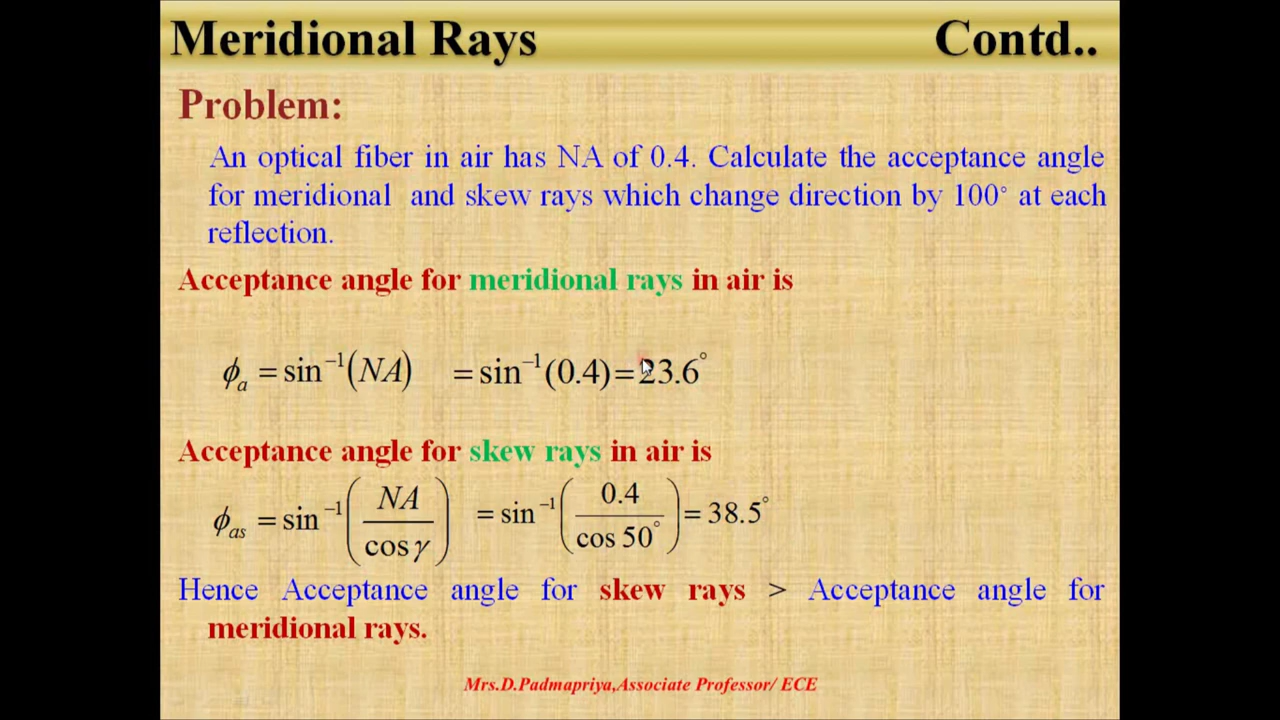 Meridional Rays Contd..
Problem:
An optical fiber in air has NA of 0.4. Calculate the acceptance angle
for meridional and skew rays which change direction by 100° at each
reflection.
Acceptance angle for meridional rays in air is
ϕₐ = sin⁻¹(NA) = sin⁻¹(0.4) = 23.6°
Acceptance angle for skew rays in air is
ϕₐₛ = sin⁻¹(NA / cos γ) = sin⁻¹(0.4 / cos 50°) = 38.5°
Hence Acceptance angle for skew rays > Acceptance angle for
meridional rays.
Mrs.D.Padmapriya,Associate Professor/ ECE